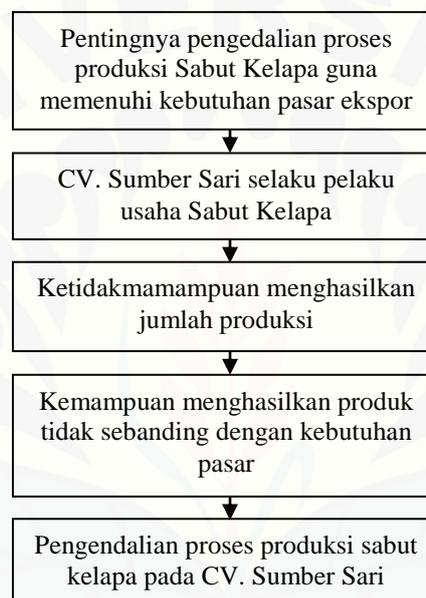 Pentingnya pengedalian proses
produksi Sabut Kelapa guna
memenuhi kebutuhan pasar ekspor
CV. Sumber Sari selaku pelaku
usaha Sabut Kelapa
Ketidakmamampuan menghasilkan
jumlah produksi
Kemampuan menghasilkan produk
tidak sebanding dengan kebutuhan
pasar
Pengendalian proses produksi sabut
kelapa pada CV. Sumber Sari